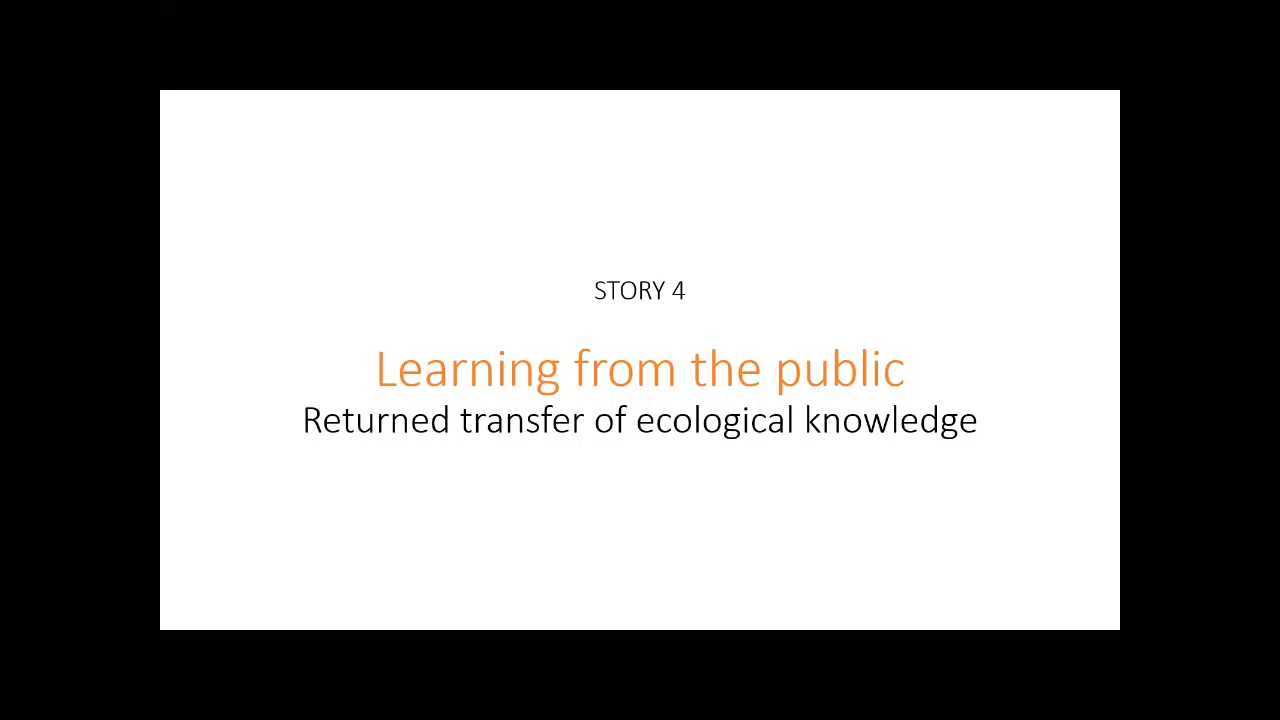 STORY 4
Learning from the public
Returned transfer of ecological knowledge